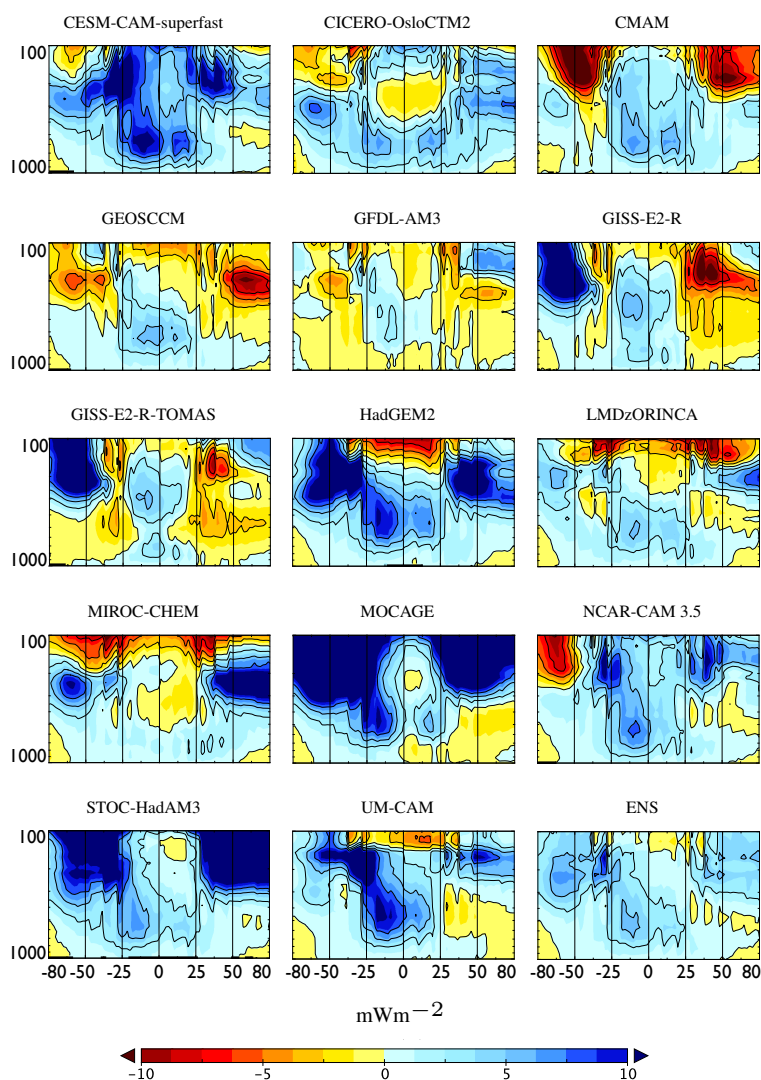 CESM-CAM-superfast CICERO-OsloCTM2 CMAM
100
1000
GEOSCCM GFDL-AM3 GISS-E2-R
100
1000
GISS-E2-R-TOMAS HadGEM2 LMDzORINCA
100
1000
MIROC-CHEM MOCAGE NCAR-CAM 3.5
100
1000
STOC-HadAM3 UM-CAM ENS
100
1000
-80 -50 -25 0 25 50 80 -80 -50 -25 0 25 50 80 -80 -50 -25 0 25 50 80
mWm−2
-10 -5 0 5 10